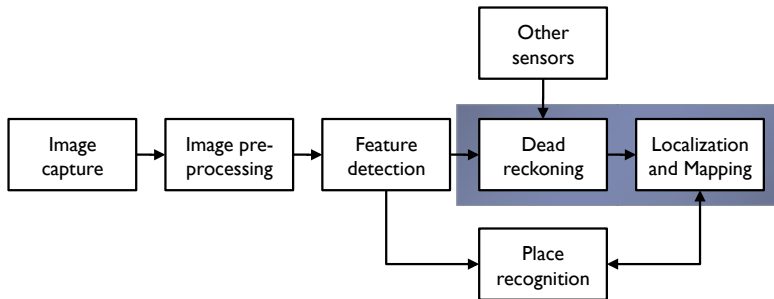 Other
sensors
Image
capture
Image pre-
processing
Feature
detection
Dead
reckoning
Localization
and Mapping
Place
recognition